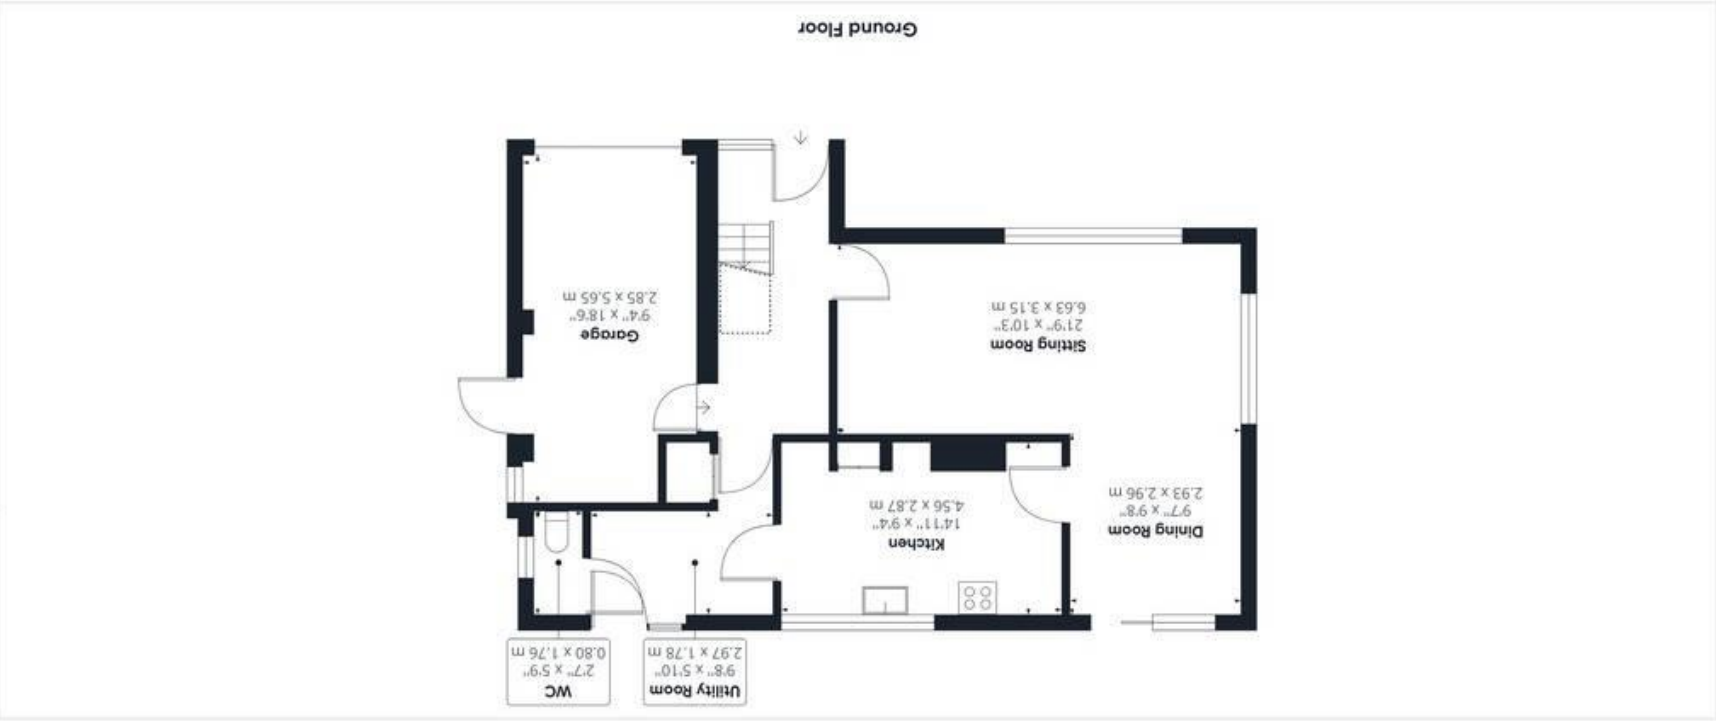 Utility Room
9'8" x 5'10"
2.97 x 1.78 m
WC
2'7" x 5'9"
0.80 x 1.76 m
Kitchen
14'11" x 9'4"
4.56 x 2.87 m
Dining Room
9'7" x 9'8"
2.93 x 2.96 m
Sitting Room
21'9" x 10'3"
6.63 x 3.15 m
Garage
9'4" x 18'6"
2.85 x 5.65 m
Ground Floor